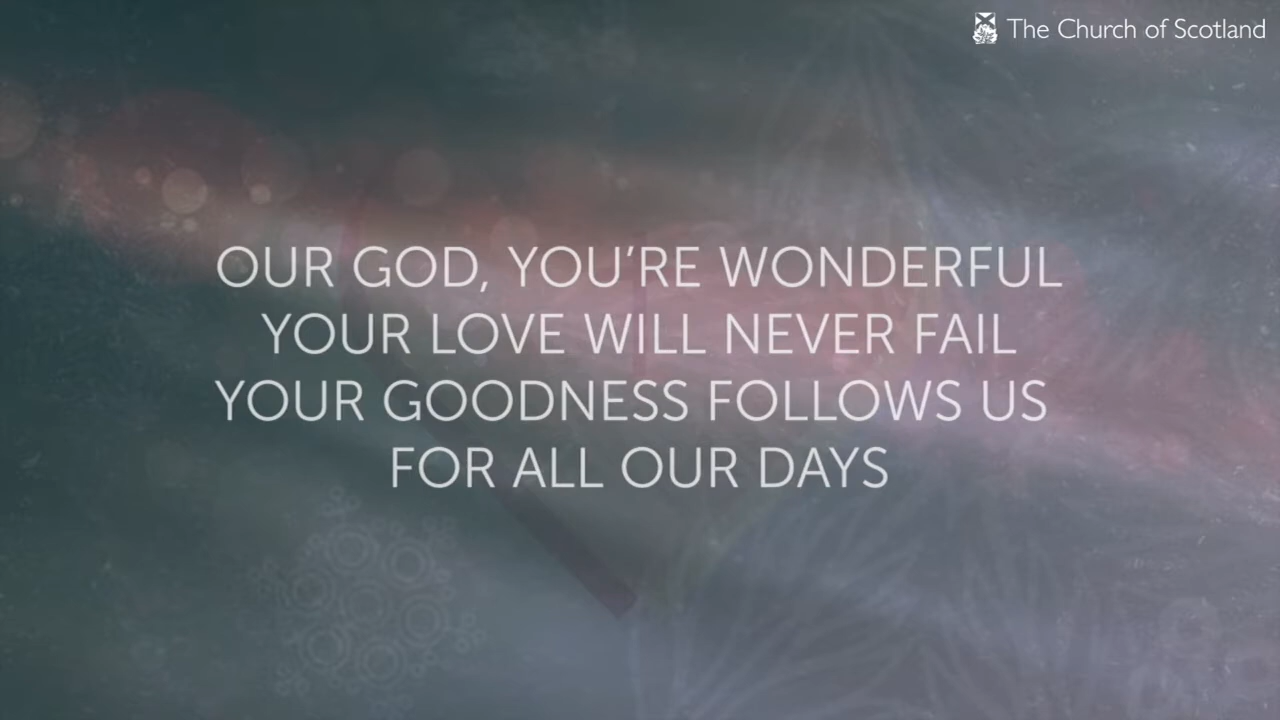 The Church of Scotland
OUR GOD, YOU’RE WONDERFUL
YOUR LOVE WILL NEVER FAIL
YOUR GOODNESS FOLLOWS US
FOR ALL OUR DAYS